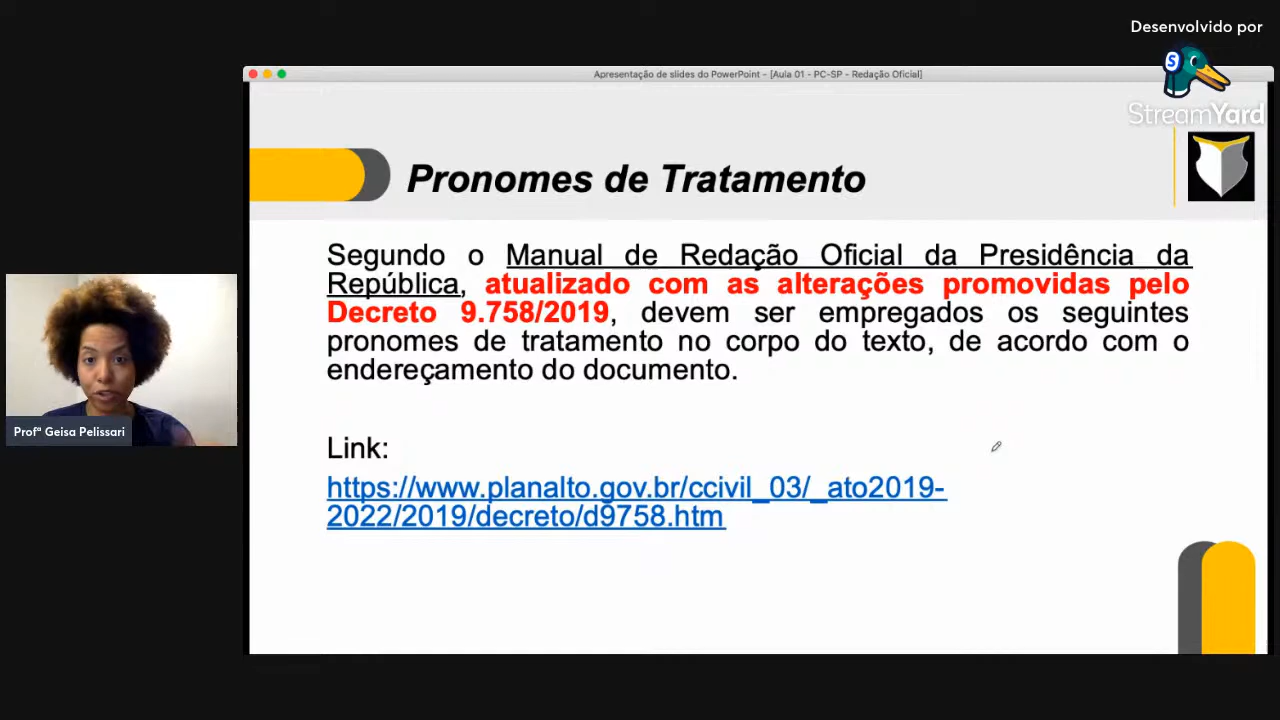 Desenvolvido por
StreamYard
Apresentação de slides do PowerPoint - [Aula 01 - PC-SP - Redação Oficial]
Pronomes de Tratamento
Segundo o Manual de Redação Oficial da Presidência da
República, atualizado com as alterações promovidas pelo
Decreto 9.758/2019, devem ser empregados os seguintes
pronomes de tratamento no corpo do texto, de acordo com o
endereçamento do documento.
Link:
https://www.planalto.gov.br/ccivil_03/_ato2019-
2022/2019/decreto/d9758.htm
Profª Geisa Pelissari